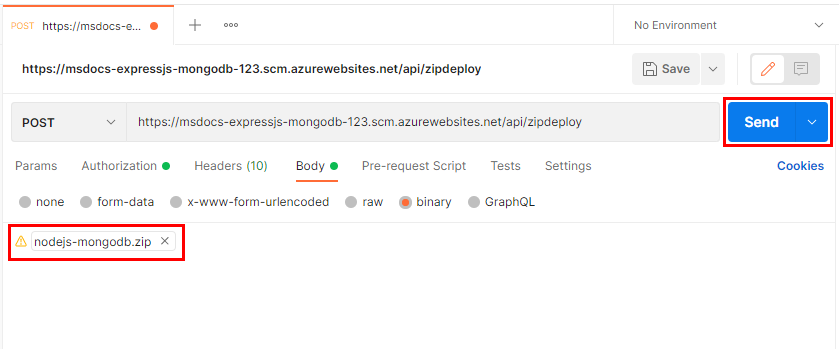 POST https://msdocs-e... No Environment
https://msdocs-expressjs-mongodb-123.scm.azurewebsites.net/api/zipdeploy Save
POST https://msdocs-expressjs-mongodb-123.scm.azurewebsites.net/api/zipdeploy Send
Params Authorization Headers (10) Body Pre-request Script Tests Settings Cookies
none form-data x-www-form-urlencoded raw binary GraphQL
nodejs-mongodb.zip